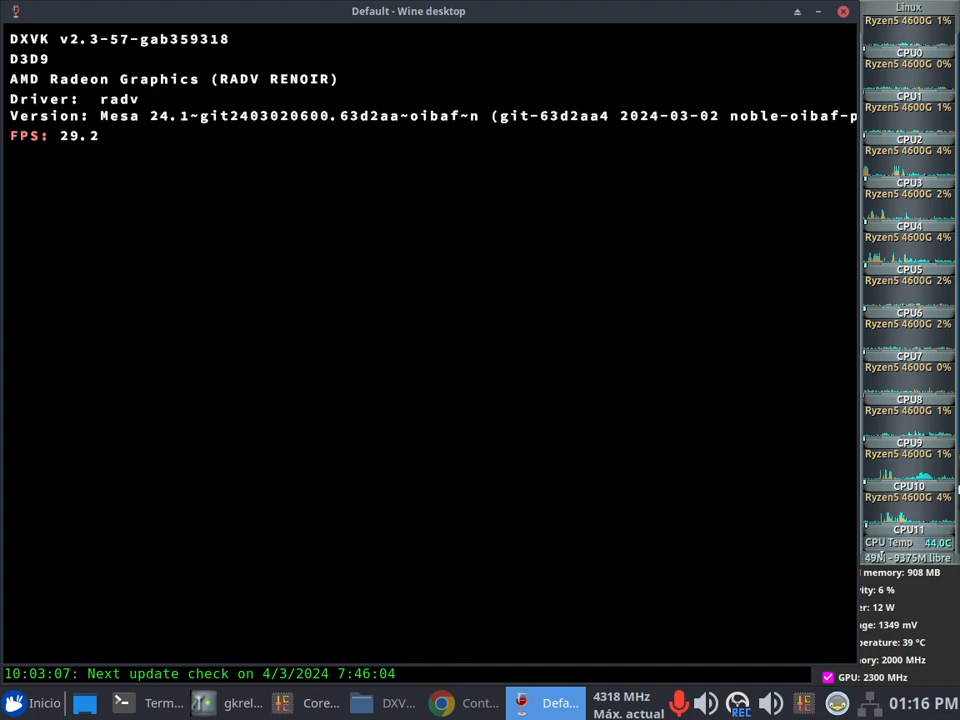 Default - Wine desktop
DXVK v2.3-57-gab359318
D3D9
AMD Radeon Graphics (RADV RENOIR)
Driver: radv
Version: Mesa 24.1~git2403020600.63d2aa~oibaf~n (git-63d2aa4 2024-03-02 noble-oibaf-p
FPS: 29.2
Linux
Ryzen5 4600G 1%
CPU0
Ryzen5 4600G 0%
CPU1
Ryzen5 4600G 1%
CPU2
Ryzen5 4600G 4%
CPU3
Ryzen5 4600G 2%
CPU4
Ryzen5 4600G 4%
CPU5
Ryzen5 4600G 2%
CPU6
Ryzen5 4600G 2%
CPU7
Ryzen5 4600G 0%
CPU8
Ryzen5 4600G 1%
CPU9
Ryzen5 4600G 1%
CPU10
Ryzen5 4600G 4%
CPU11
CPU Temp 44.0C
- 9375M libre
memory: 908 MB
vity: 6 %
er: 12 W
age: 1349 mV
perature: 39 °C
ory: 2000 MHz
GPU: 2300 MHz
10:03:07: Next update check on 4/3/2024 7:46:04
Inicio
Term...
gkrel...
Core...
DXV...
Cont...
Defa...
4318 MHz
Máx. actual
REC
01:16 PM